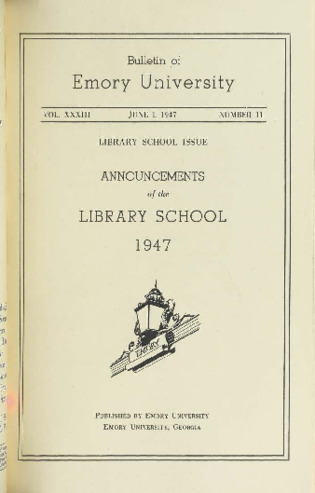 Bulletin of
Emory University
VOL. XXXIII JUNE 1, 1947 NUMBER 11
LIBRARY SCHOOL ISSUE
ANNOUNCEMENTS
of the
LIBRARY SCHOOL
1947
EMORY
PUBLISHED BY EMORY UNIVERSITY
EMORY UNIVERSITY, GEORGIA